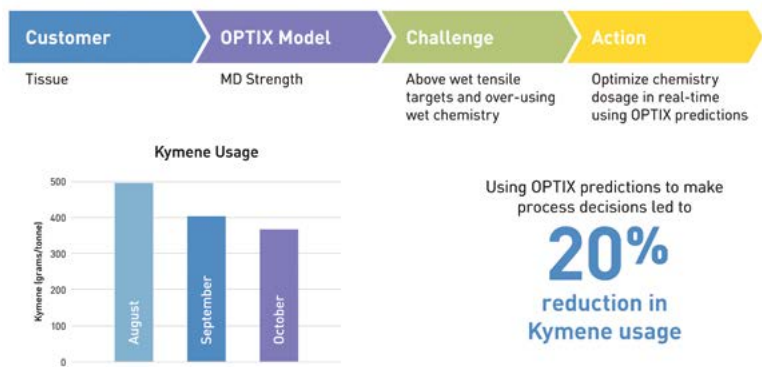 Customer
OPTIX Model
Challenge
Action
Tissue
MD Strength
Above wet tensile
targets and over-using
wet chemistry
Optimize chemistry
dosage in real-time
using OPTIX predictions
Kymene Usage
Kymene (grams/tonne)
500
400
300
200
100
0
August
September
October
Using OPTIX predictions to make
process decisions led to
20%
reduction in
Kymene usage